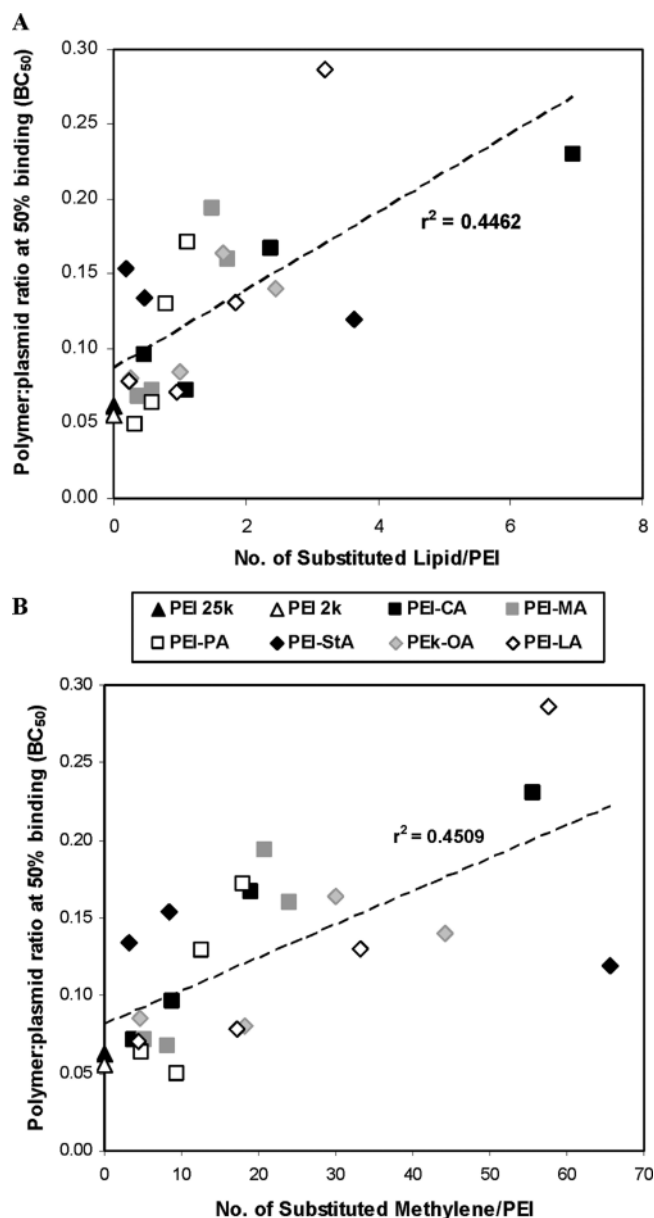 A
Polymer:plasmid ratio at 50% binding (BC50)
0.30
0.25
0.20
0.15
0.10
0.05
0.00
r2 = 0.4462
0 2 4 6 8
No. of Substituted Lipid/PEI
B
PEI 25k PEI 2k PEI-CA PEI-MA
PEI-PA PEI-StA PEk-OA PEI-LA
Polymer:plasmid ratio at 50% binding (BC50)
0.30
0.25
0.20
0.15
0.10
0.05
0.00
r2 = 0.4509
0 10 20 30 40 50 60 70
No. of Substituted Methylene/PEI